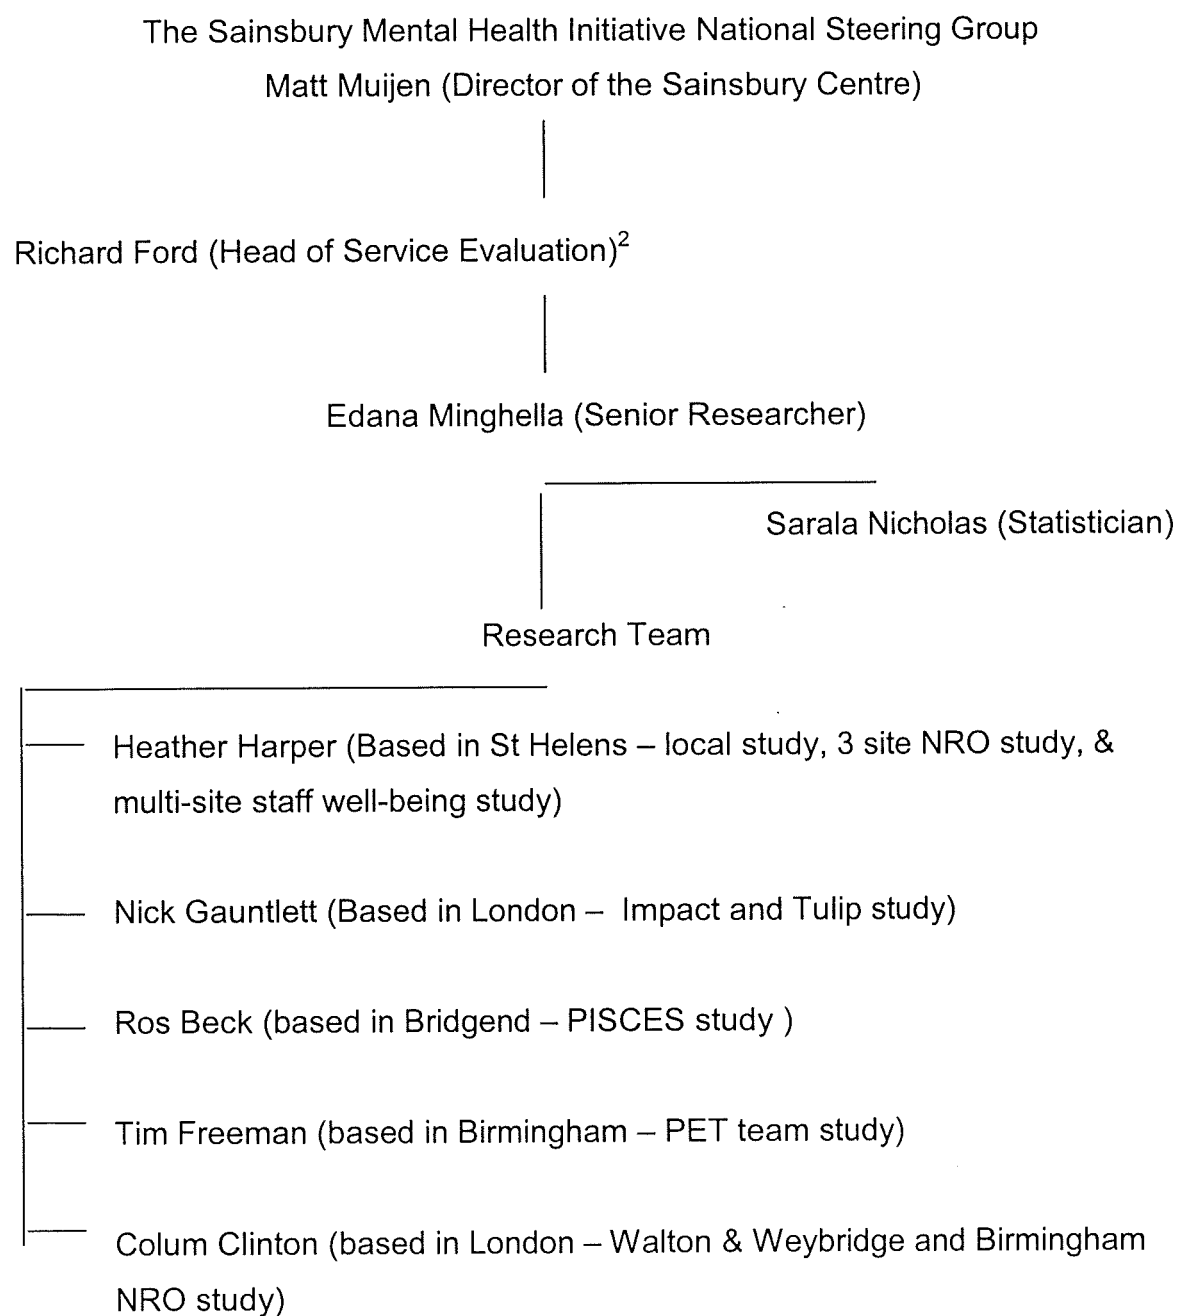 The Sainsbury Mental Health Initiative National Steering Group
Matt Muijen (Director of the Sainsbury Centre)
Richard Ford (Head of Service Evaluation)²
Edana Minghella (Senior Researcher)
Sarala Nicholas (Statistician)
Research Team
Heather Harper (Based in St Helens – local study, 3 site NRO study, &
multi-site staff well-being study)
Nick Gauntlett (Based in London – Impact and Tulip study)
Ros Beck (based in Bridgend – PISCES study )
Tim Freeman (based in Birmingham – PET team study)
Colum Clinton (based in London – Walton & Weybridge and Birmingham
NRO study)